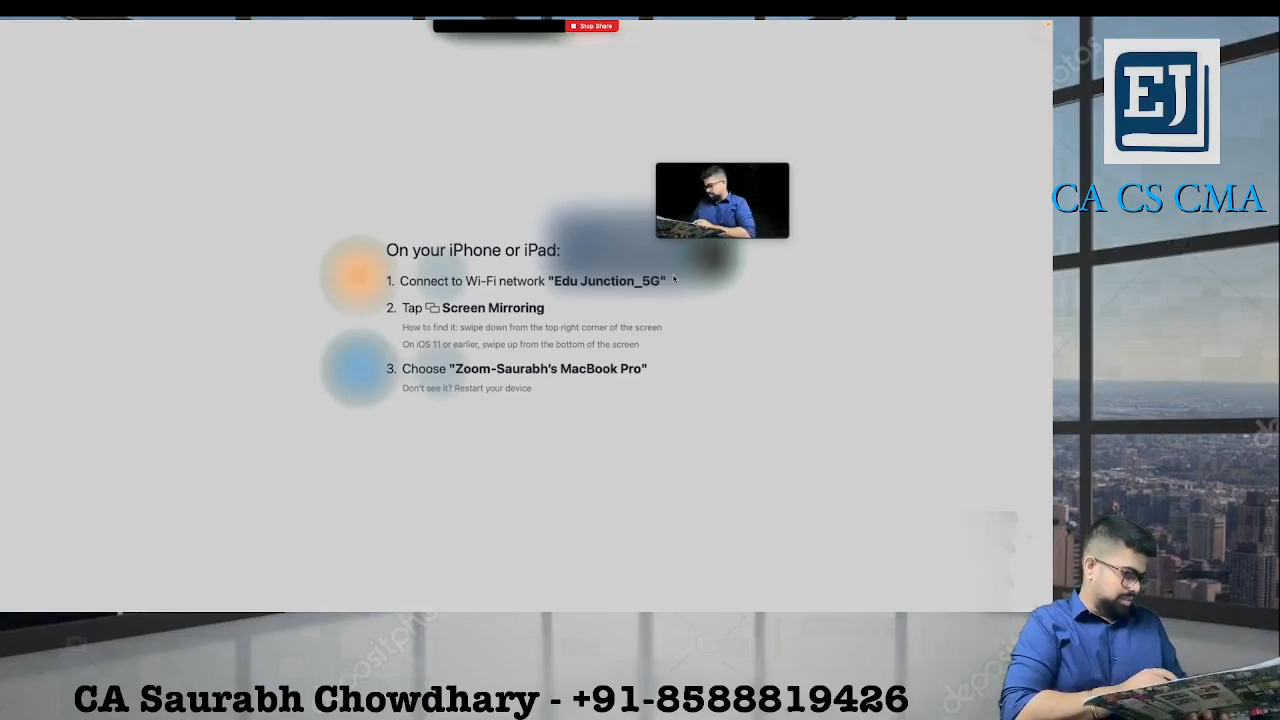 Stop Share
EJ
CA CS CMA
On your iPhone or iPad:
1. Connect to Wi-Fi network "Edu Junction_5G"
2. Tap Screen Mirroring
How to find it: swipe down from the top right corner of the screen
On iOS 11 or earlier, swipe up from the bottom of the screen
3. Choose "Zoom-Saurabh’s MacBook Pro"
Don't see it? Restart your device
CA Saurabh Chowdhary - +91-8588819426